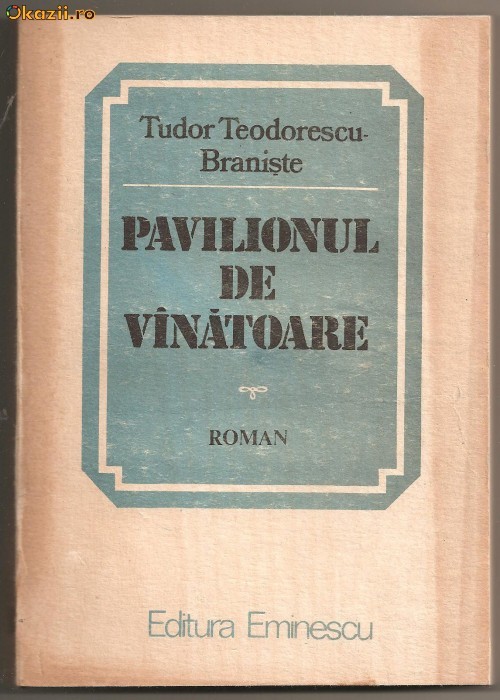 Okazii.ro
Tudor Teodorescu-
Braniște
PAVILIONUL
DE
VÎNĂTOARE
ROMAN
Editura Eminescu